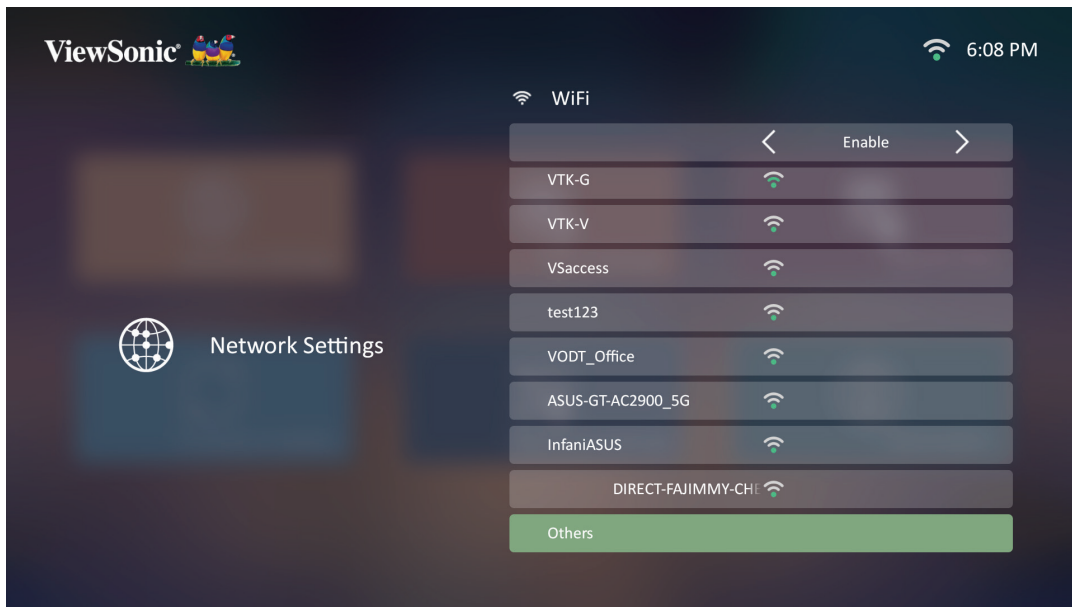 ViewSonic®
6:08 PM
WiFi
Enable
VTK-G
VTK-V
VSaccess
test123
Network Settings
VODT_Office
ASUS-GT-AC2900_5G
InfaniASUS
DIRECT-FAJIMMY-CHE
Others